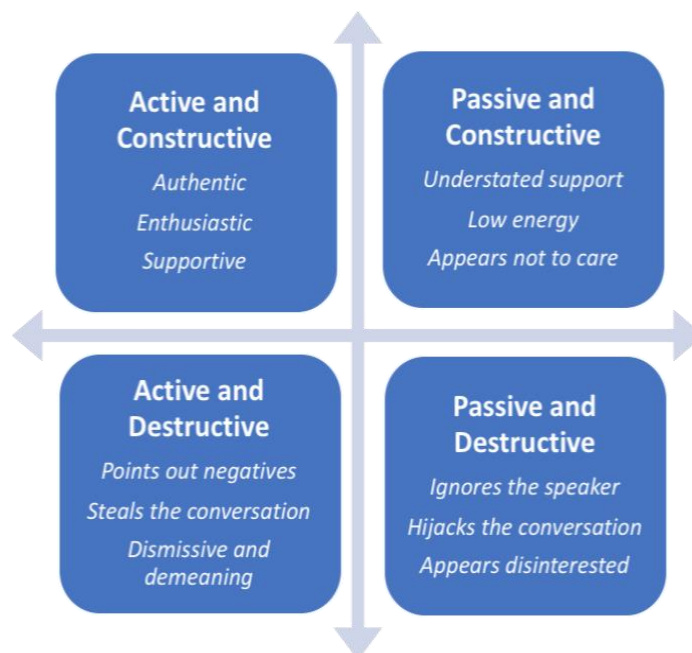 Active and
Constructive
Authentic
Enthusiastic
Supportive
Passive and
Constructive
Understated support
Low energy
Appears not to care
Active and
Destructive
Points out negatives
Steals the conversation
Dismissive and
demeaning
Passive and
Destructive
Ignores the speaker
Hijacks the conversation
Appears disinterested